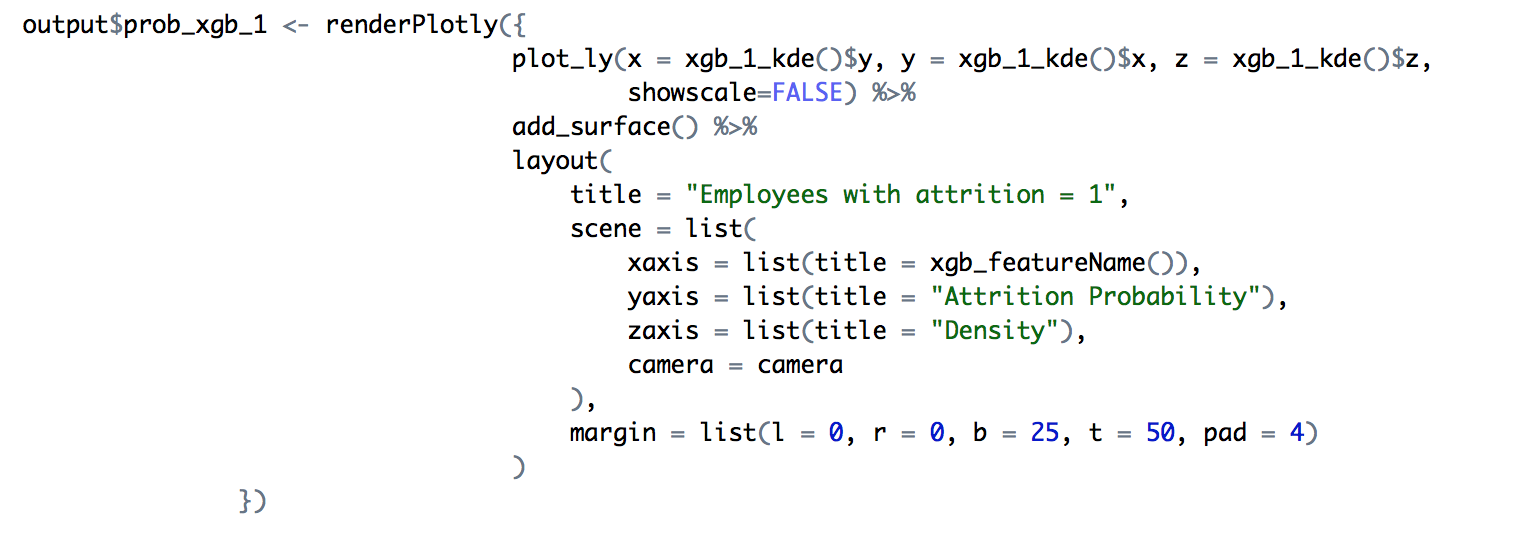 output$prob_xgb_1 <- renderPlotly({
plot_ly(x = xgb_1_kde()$y, y = xgb_1_kde()$x, z = xgb_1_kde()$z,
showscale=FALSE) %>%
add_surface() %>%
layout(
title = "Employees with attrition = 1",
scene = list(
xaxis = list(title = xgb_featureName()),
yaxis = list(title = "Attrition Probability"),
zaxis = list(title = "Density"),
camera = camera
),
margin = list(l = 0, r = 0, b = 25, t = 50, pad = 4)
)
})